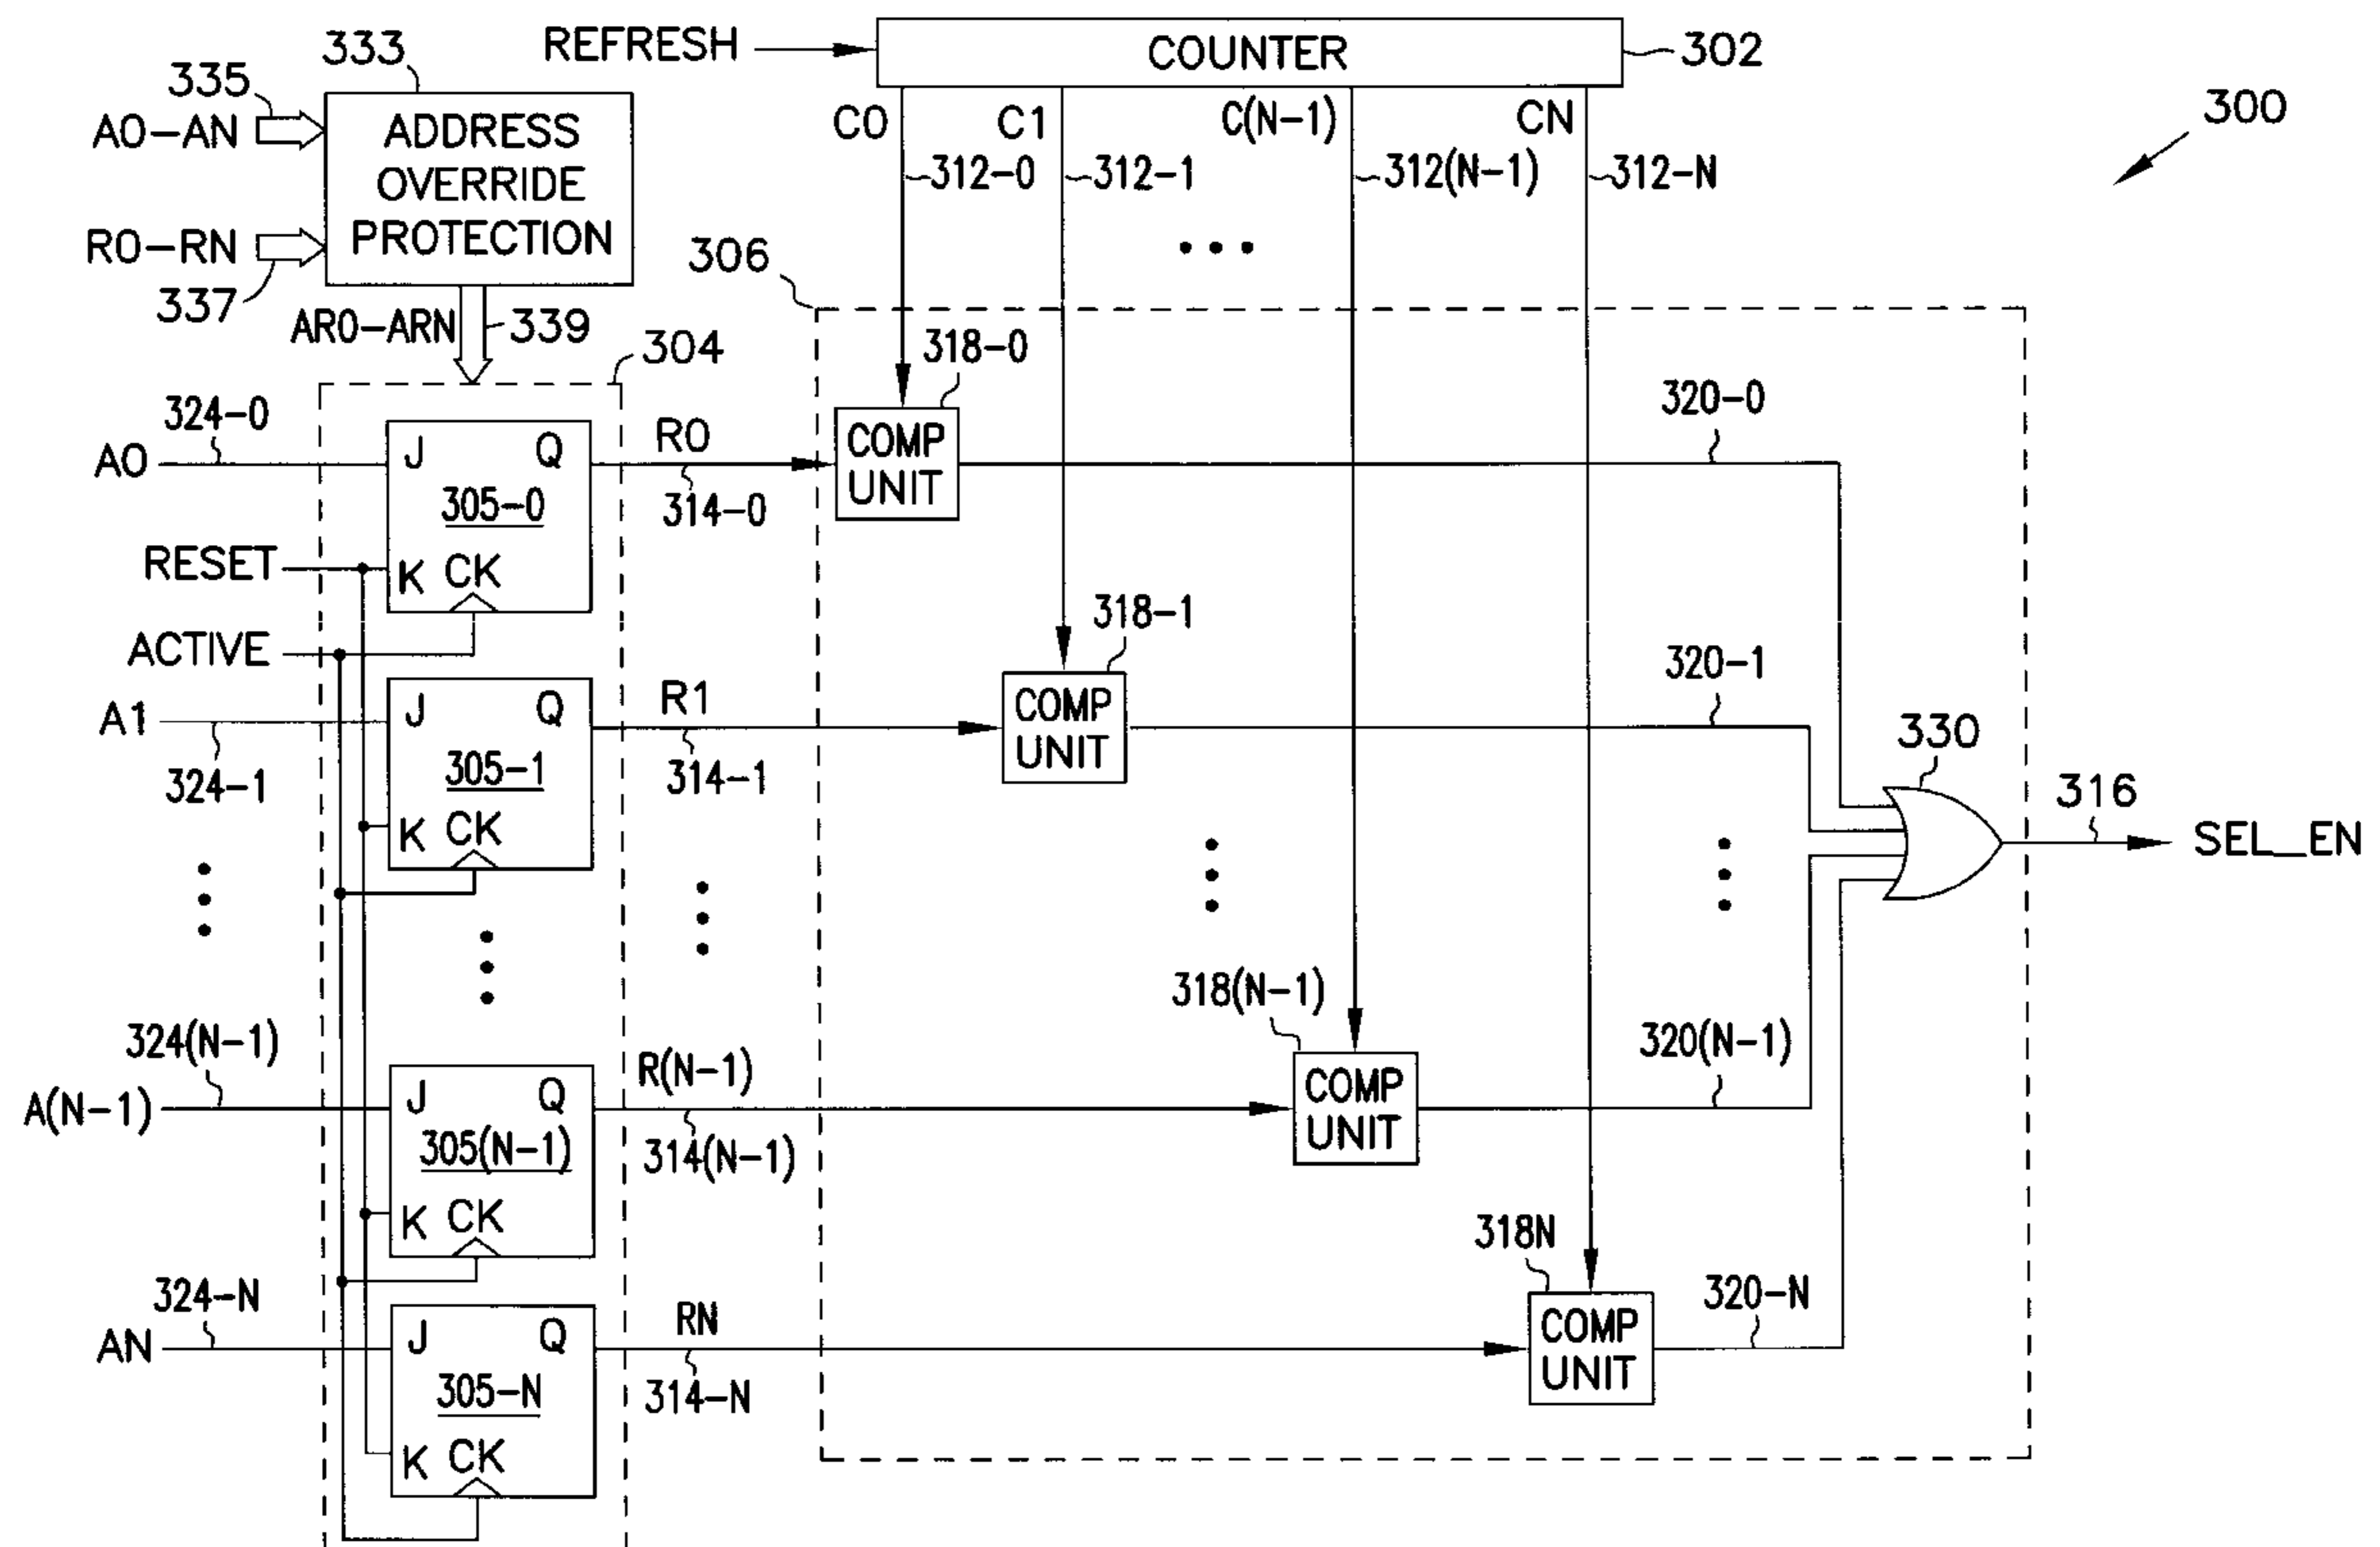 333
REFRESH
COUNTER
302
335
A0-AN
ADDRESS
OVERRIDE
PROTECTION
C0
C1
C(N-1)
CN
300
312-0
312-1
312(N-1)
312-N
R0-RN
337
306
AR0-ARN
339
304
318-0
324-0
A0
J
Q
305-0
K
CK
R0
314-0
COMP
UNIT
320-0
RESET
ACTIVE
318-1
A1
324-1
J
Q
305-1
K
CK
R1
314-1
COMP
UNIT
320-1
330
316
SEL_EN
318(N-1)
324(N-1)
A(N-1)
J
Q
305(N-1)
K
CK
R(N-1)
314(N-1)
COMP
UNIT
320(N-1)
318N
324-N
AN
J
Q
305-N
K
CK
RN
314-N
COMP
UNIT
320-N